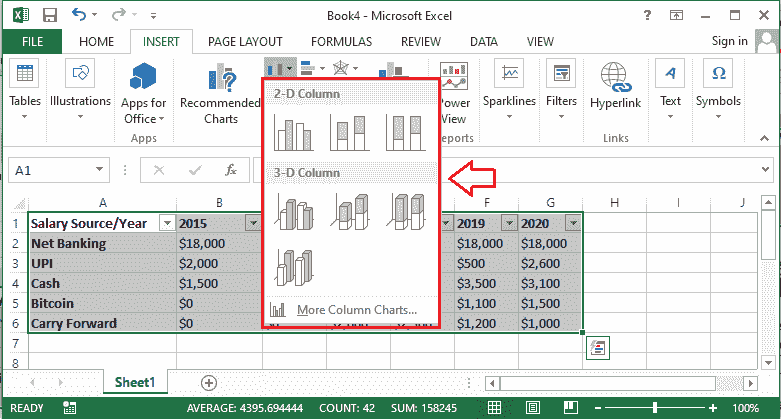 Book4 - Microsoft Excel
FILE HOME INSERT PAGE LAYOUT FORMULAS REVIEW DATA VIEW Sign in
Tables Illustrations Apps for Office Recommended Charts Power View Sparklines Filters Hyperlink Text Symbols
Apps Reports Links
2-D Column
3-D Column
More Column Charts...
A1 fx
A B F G H I J
1 Salary Source/Year 2015 2019 2020
2 Net Banking $18,000 $18,000 $18,000
3 UPI $2,000 $500 $2,600
4 Cash $1,500 $3,500 $3,100
5 Bitcoin $0 $1,100 $1,500
6 Carry Forward $0 $1,200 $1,000
7
8
Sheet1
READY AVERAGE: 4395.694444 COUNT: 42 SUM: 158245 100%